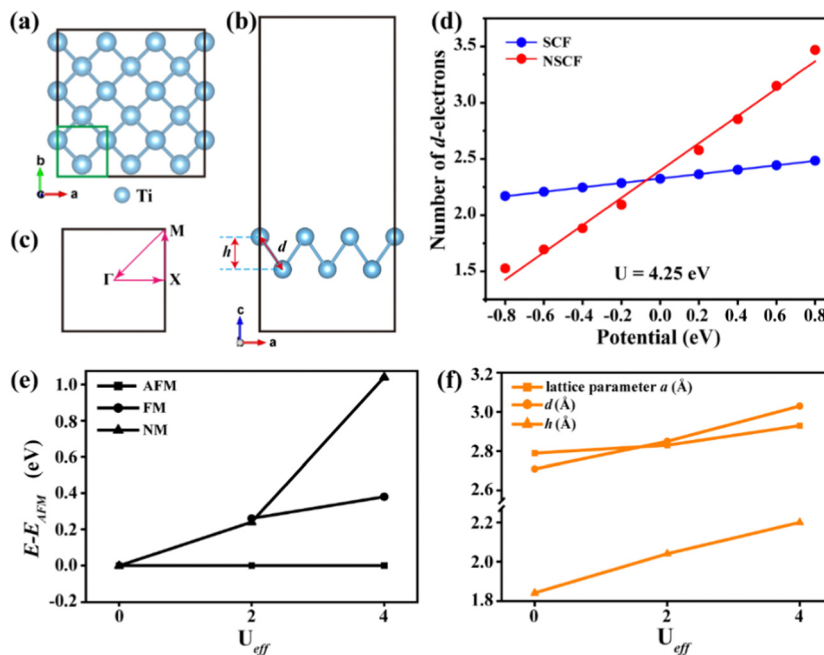 (a)
b
a
Ti
(b)
h
d
c
b
a
(c)
M
Γ
X
(d)
SCF
NSCF
Number of d-electrons
3.5
3.0
2.5
2.0
1.5
U = 4.25 eV
-0.8 -0.6 -0.4 -0.2 0.0 0.2 0.4 0.6 0.8
Potential (eV)
(e)
AFM
FM
NM
E-E_AFM (eV)
1.0
0.8
0.6
0.4
0.2
0.0
-0.2
0 2 4
U_eff
(f)
lattice parameter a (Å)
d (Å)
h (Å)
3.2
3.0
2.8
2.6
2.2
2.0
1.8
0 2 4
U_eff